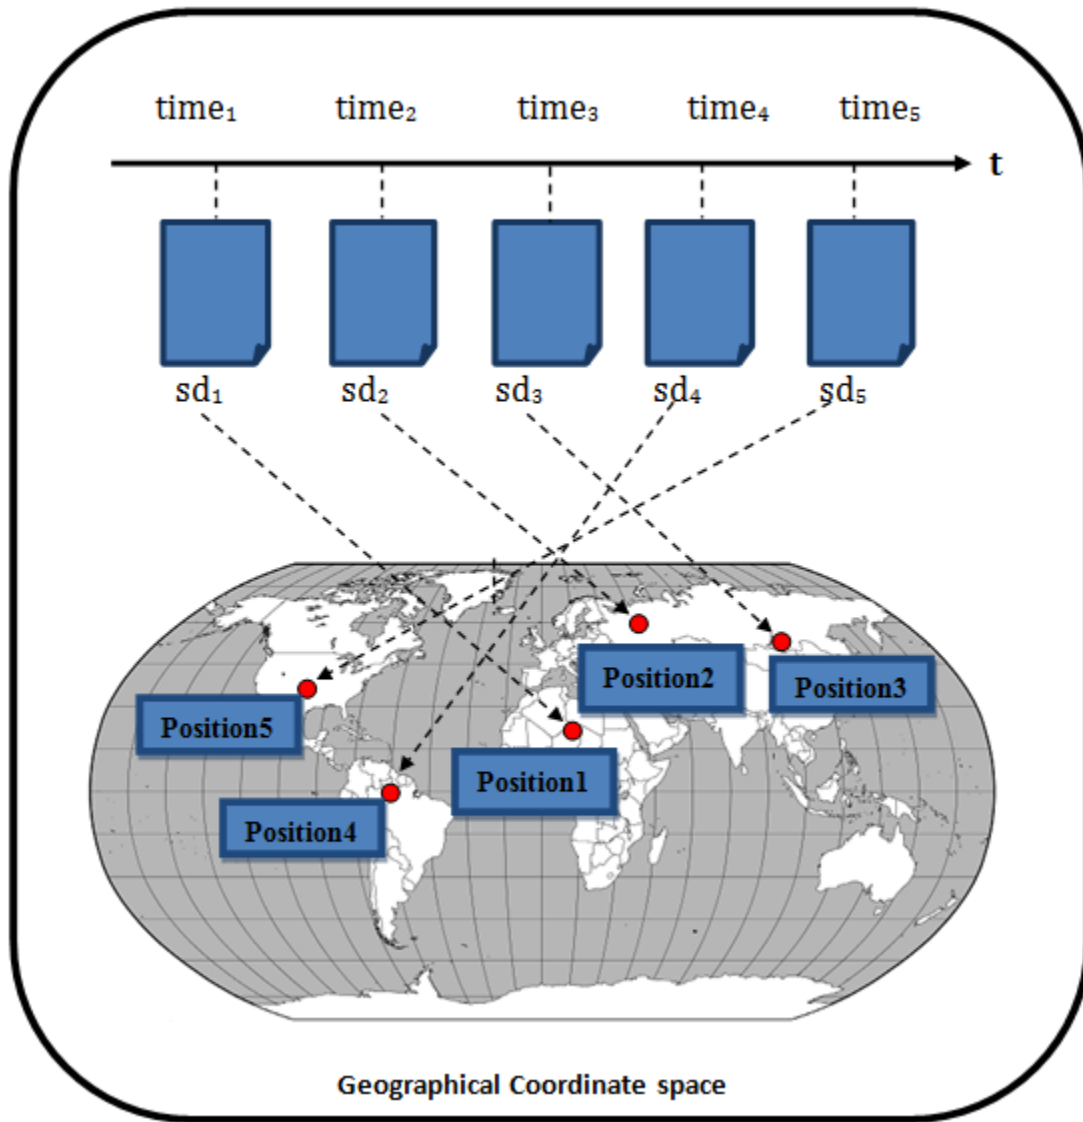 time₁ time₂ time₃ time₄ time₅
t
sd₁ sd₂ sd₃ sd₄ sd₅
Position2
Position3
Position5
Position1
Position4
Geographical Coordinate space